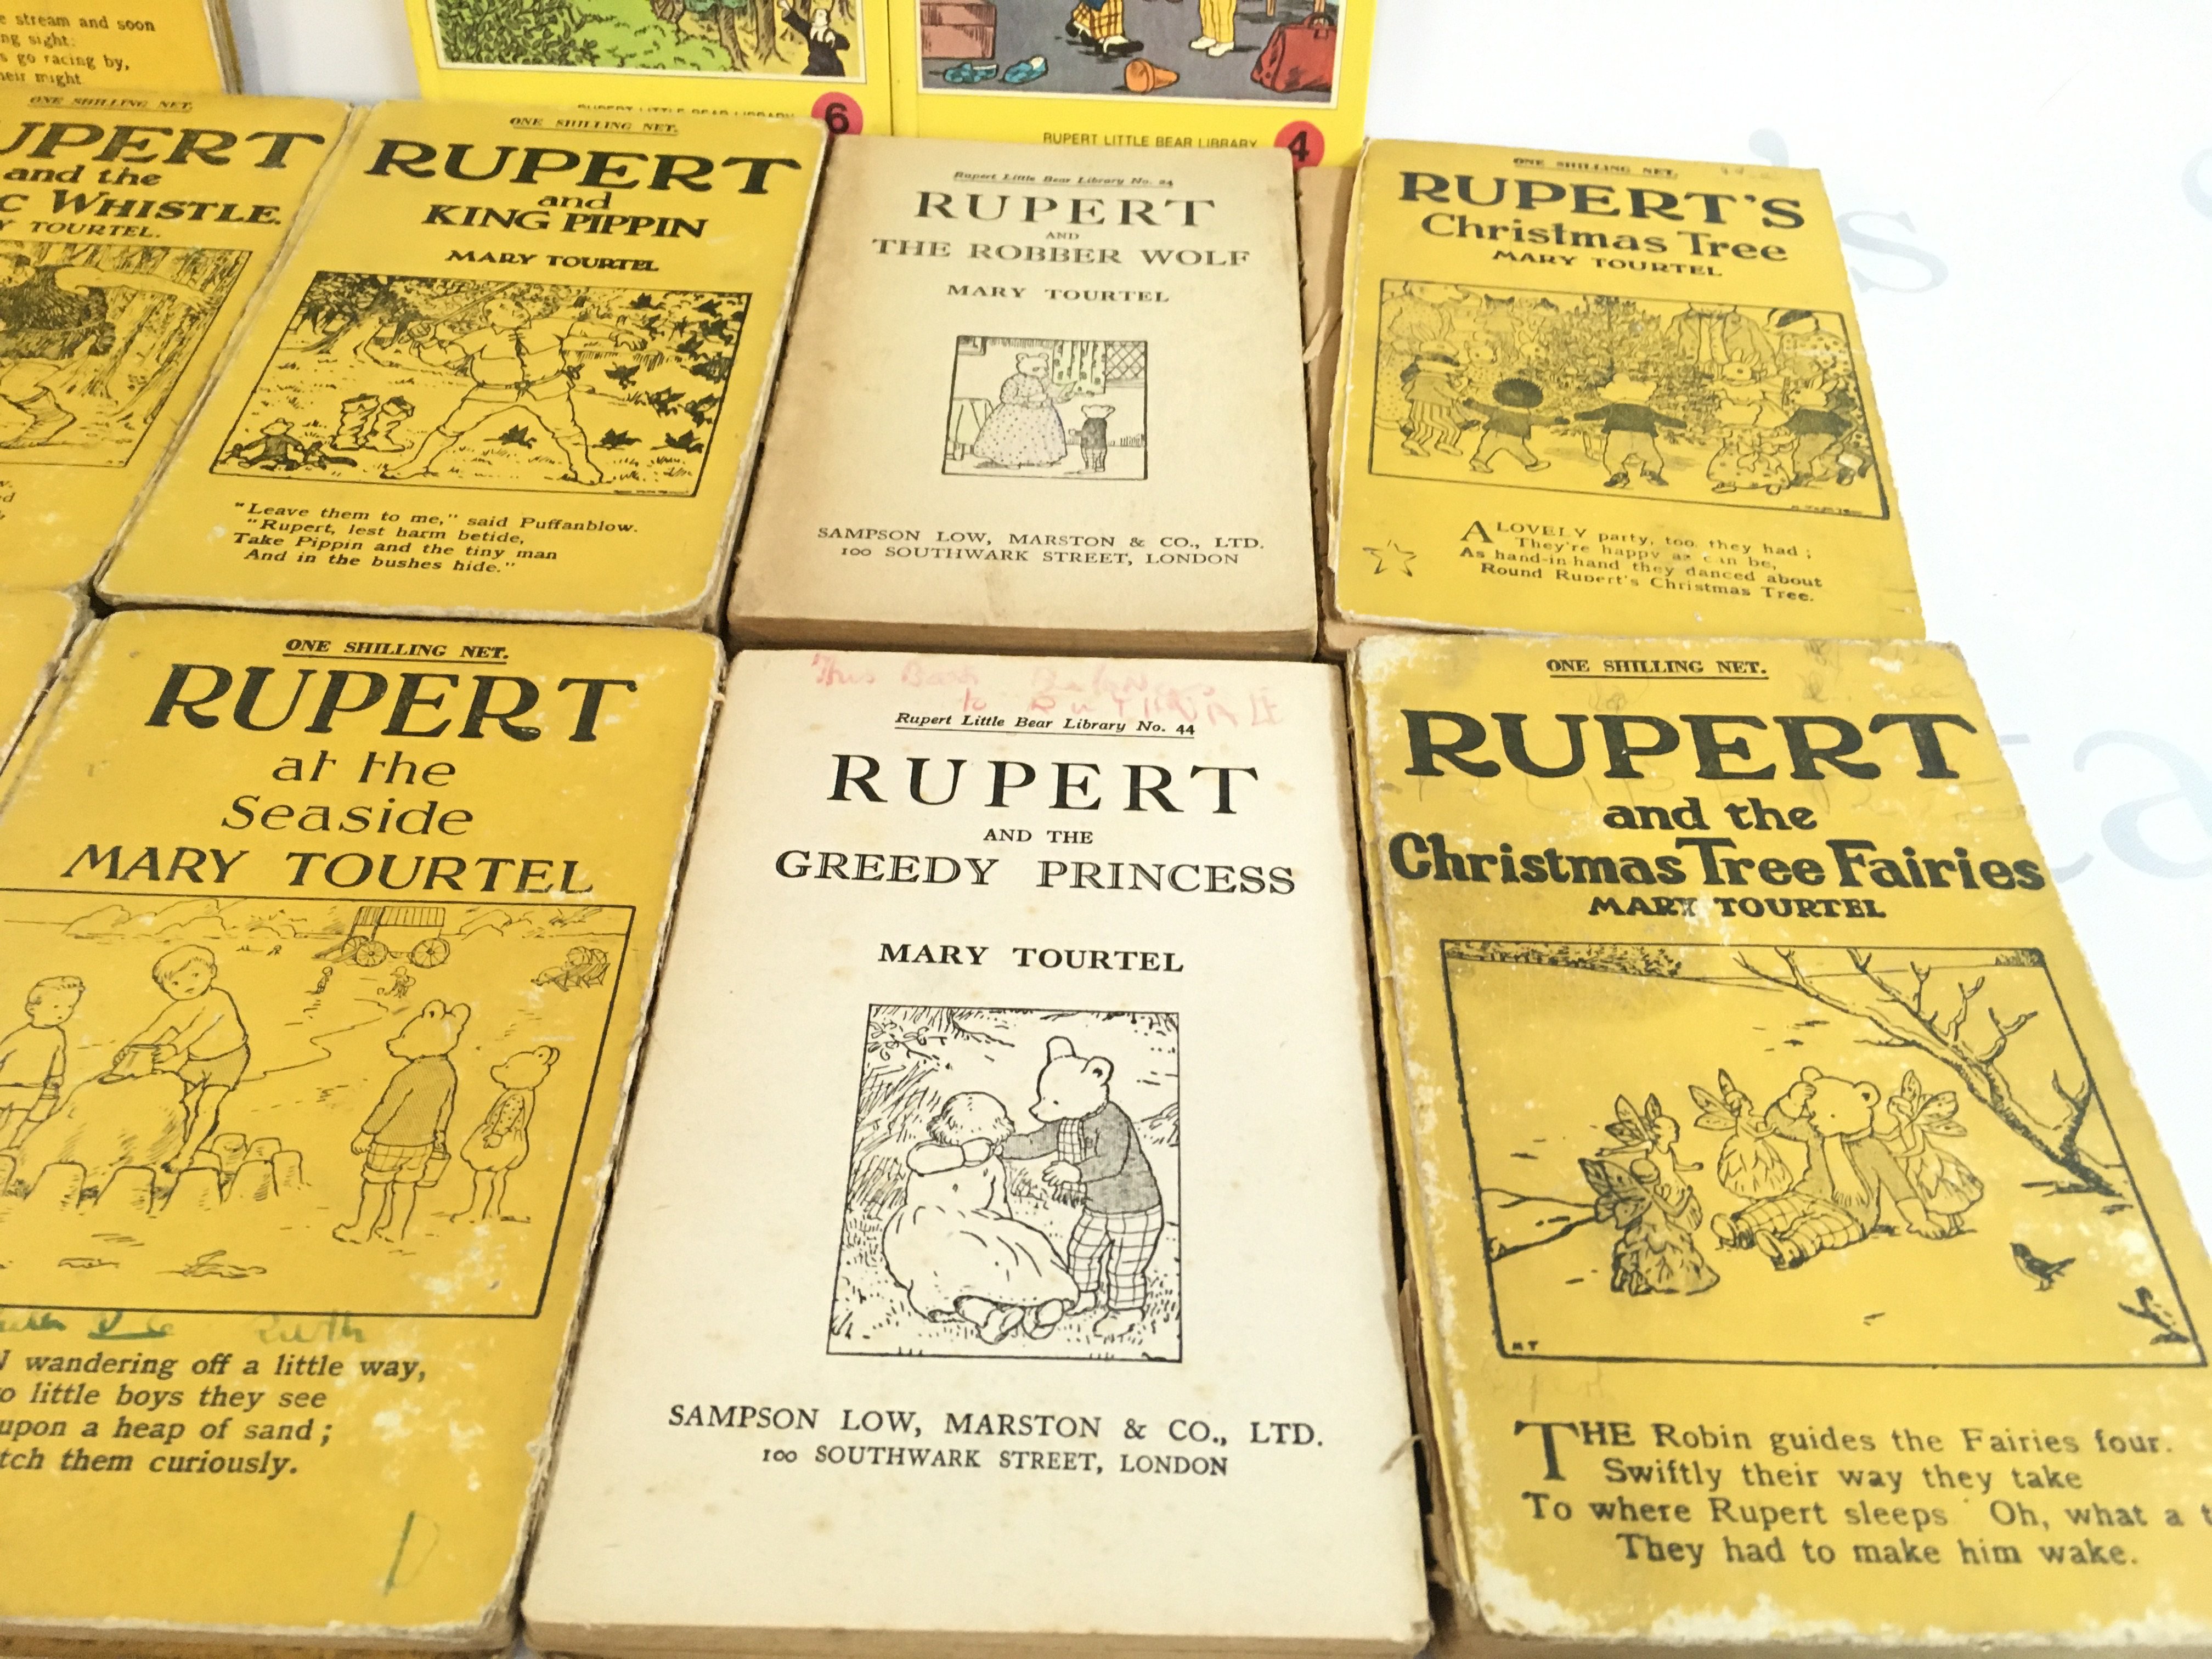 e stream and soon
ng sight:
s go racing by,
heir might
RUPERT LITTLE BEAR LIBRARY
6
RUPERT LITTLE BEAR LIBRARY
4
ONE SHILLING NET.
UPERT
and the
C WHISTLE.
Y TOURTEL.
ONE SHILLING NET.
RUPERT
and
KING PIPPIN
MARY TOURTEL
"Leave them to me," said Puffanblow.
"Rupert, lest harm betide,
Take Pippin and the tiny man
And in the bushes hide."
Rupert Little Bear Library No. 24
RUPERT
AND
THE ROBBER WOLF
MARY TOURTEL
SAMPSON LOW, MARSTON & CO., LTD.
100 SOUTHWARK STREET, LONDON
ONE SHILLING NET.
RUPERT'S
Christmas Tree
MARY TOURTEL
A LOVELY party, too, they had;
They're happy as can be,
As hand-in hand they danced about
Round Rupert's Christmas Tree.
ONE SHILLING NET.
RUPERT
at the
Seaside
MARY TOURTEL
Ruth
N wandering off a little way,
o little boys they see
upon a heap of sand;
tch them curiously.
D
This Book Belongs
to
Rupert Little Bear Library No. 44
RUPERT
AND THE
GREEDY PRINCESS
MARY TOURTEL
SAMPSON LOW, MARSTON & CO., LTD.
100 SOUTHWARK STREET, LONDON
ONE SHILLING NET.
RUPERT
and the
Christmas Tree Fairies
MARY TOURTEL
MT
THE Robin guides the Fairies four.
Swiftly their way they take
To where Rupert sleeps Oh, what a t
They had to make him wake.
's
ta